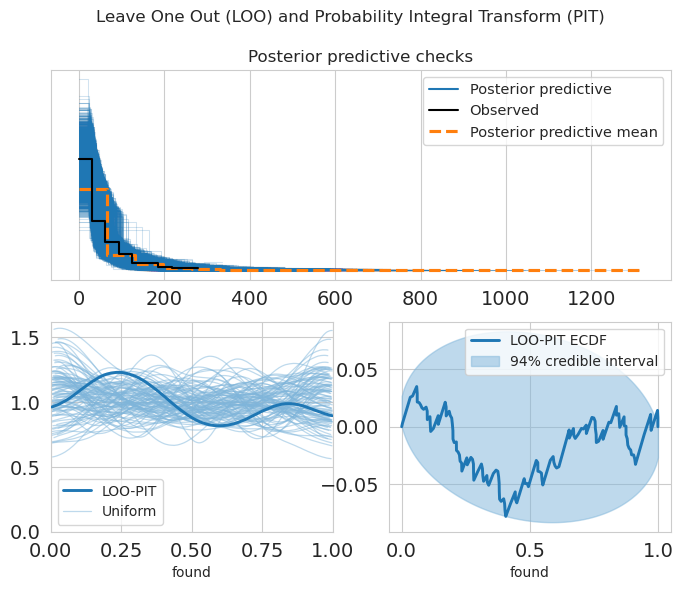 Leave One Out (LOO) and Probability Integral Transform (PIT)
Posterior predictive checks
Posterior predictive
Observed
Posterior predictive mean
0 200 400 600 800 1000 1200
1.5
1.0
0.5
0.0
LOO-PIT
Uniform
0.00 0.25 0.50 0.75 1.00
found
0.05
0.00
−0.05
LOO-PIT ECDF
94% credible interval
0.0 0.5 1.0
found